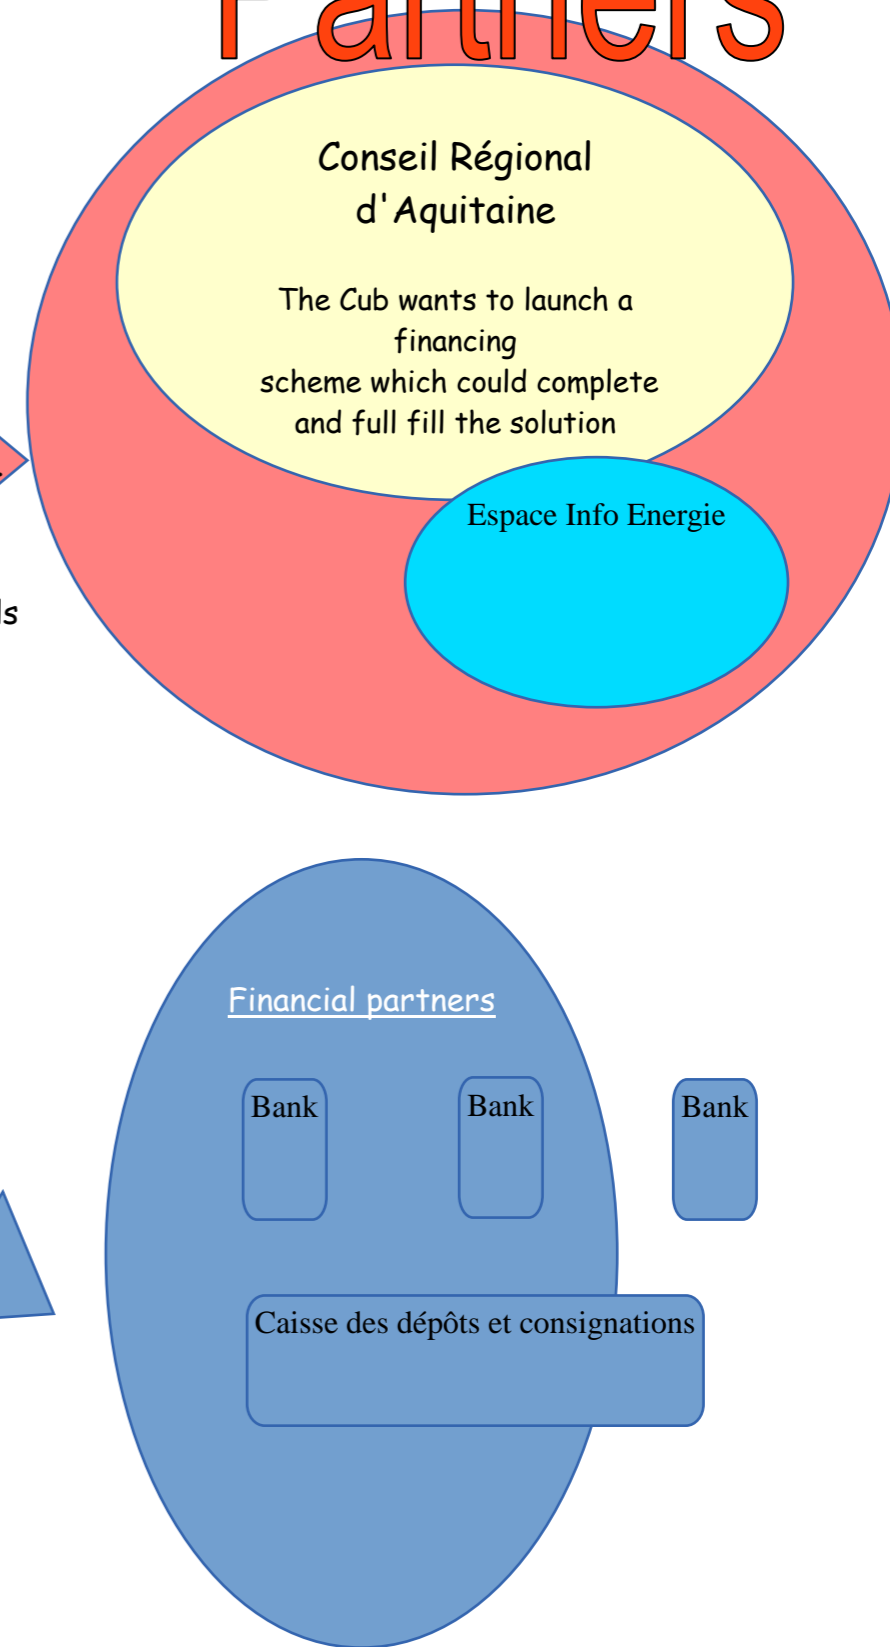 Partners
Conseil Régional
d'Aquitaine
The Cub wants to launch a
financing
scheme which could complete
and full fill the solution
Espace Info Energie
Financial partners
Bank
Bank
Bank
Caisse des dépôts et consignations